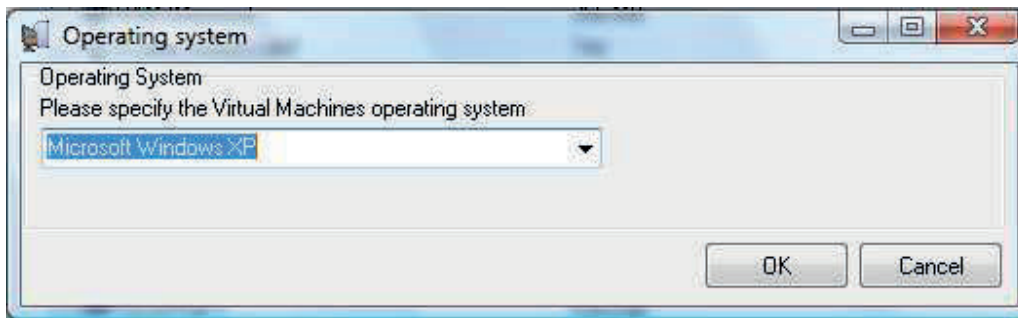 Operating system
Operating System
Please specify the Virtual Machines operating system
Microsoft Windows XP
OK Cancel